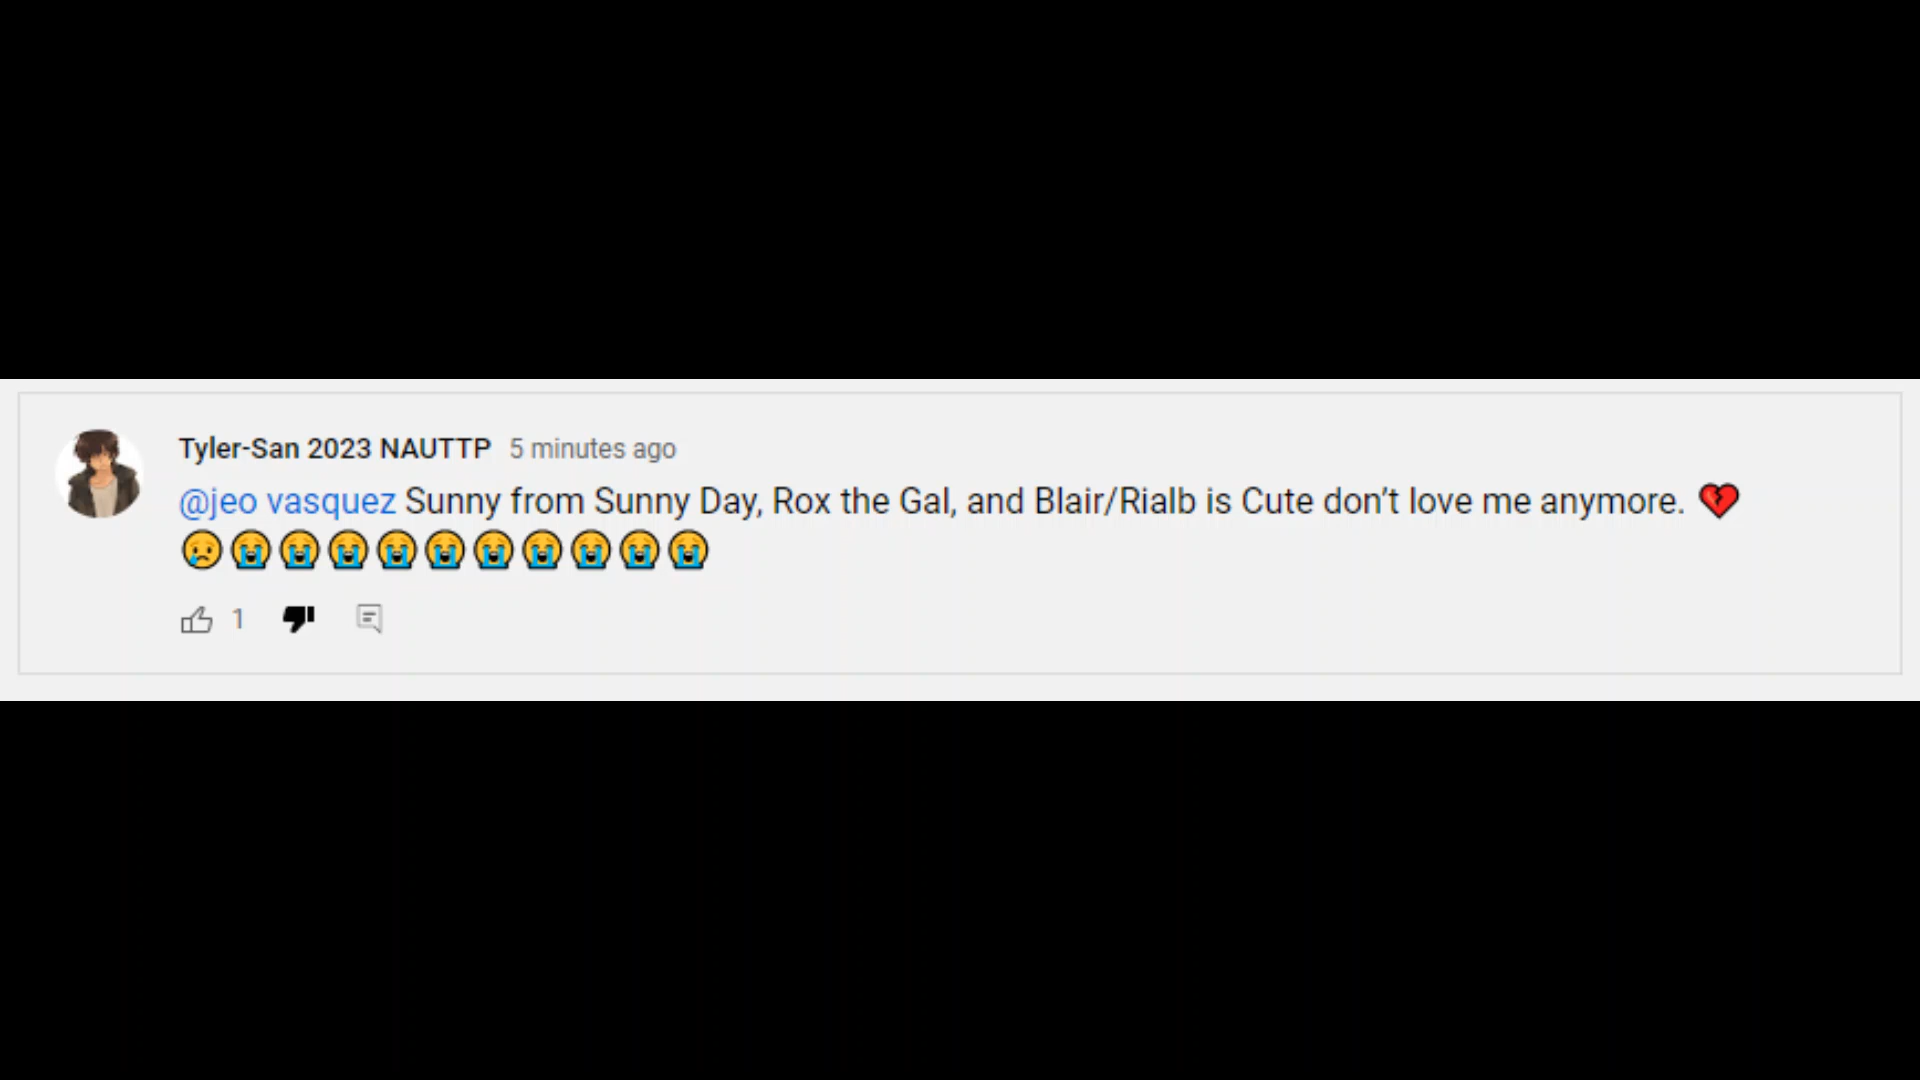 Tyler-San 2023 NAUTTP 5 minutes ago
@jeo vasquez Sunny from Sunny Day, Rox the Gal, and Blair/Rialb is Cute don’t love me anymore. 💔
😢😭😭😭😭😭😭😭😭😭😭
1